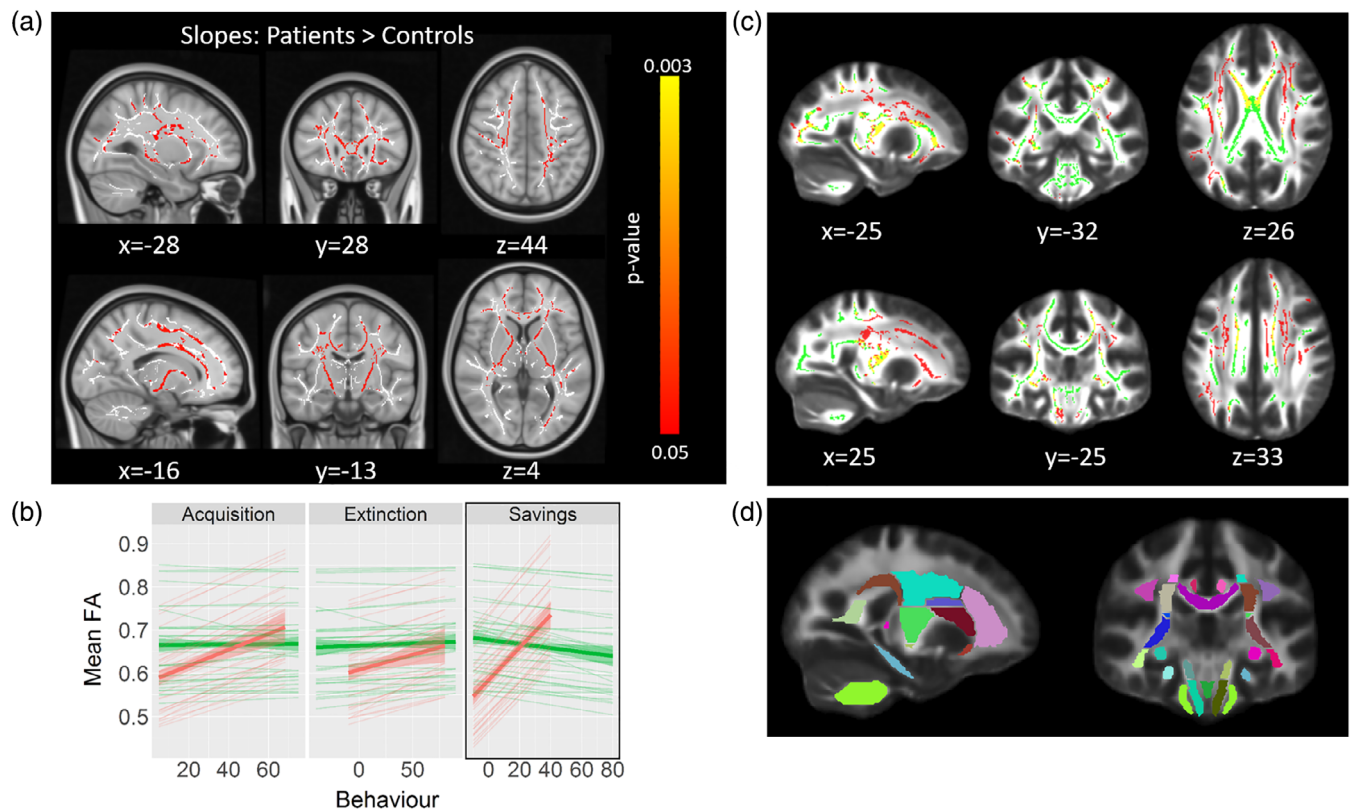 (a)
Slopes: Patients > Controls
x=-28 y=28 z=44
x=-16 y=-13 z=4
0.003
p-value
0.05
(c)
x=-25 y=-32 z=26
x=25 y=-25 z=33
(b)
Acquisition Extinction Savings
Mean FA
0.9
0.8
0.7
0.6
0.5
20 40 60 0 50 0 20 40 60 80
Behaviour
(d)